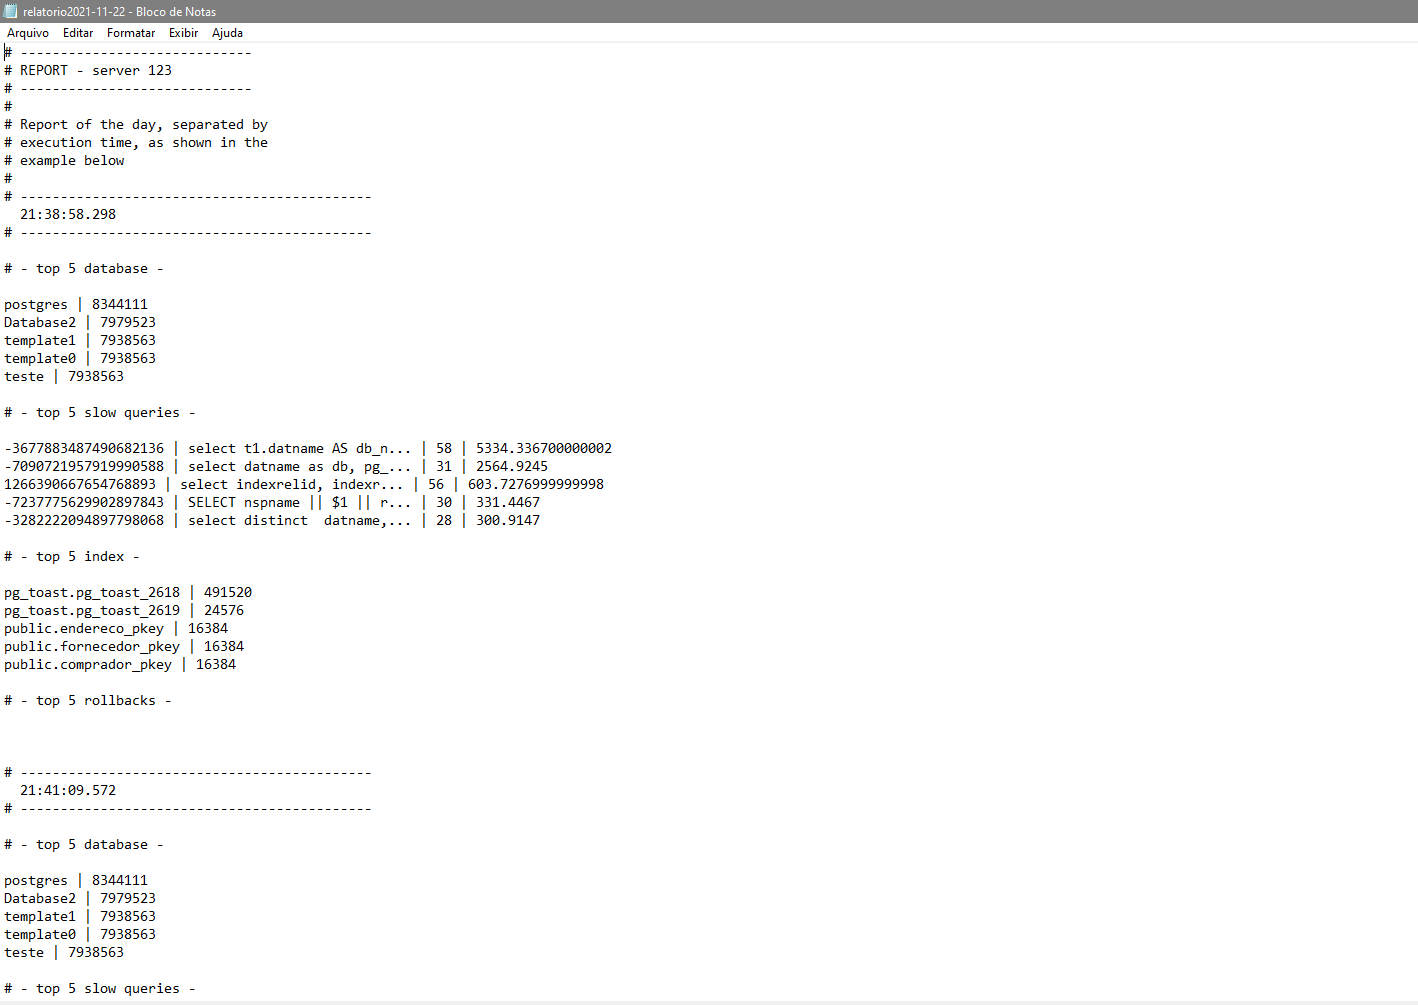 relatorio2021-11-22 - Bloco de Notas
Arquivo Editar Formatar Exibir Ajuda
# -----------------------------
# REPORT - server 123
# -----------------------------
#
# Report of the day, separated by
# execution time, as shown in the
# example below
#
# --------------------------------------------
  21:38:58.298
# --------------------------------------------

# - top 5 database -

postgres | 8344111
Database2 | 7979523
template1 | 7938563
template0 | 7938563
teste | 7938563

# - top 5 slow queries -

-3677883487490682136 | select t1.datname AS db_n... | 58 | 5334.336700000002
-7090721957919990588 | select datname as db, pg_... | 31 | 2564.9245
1266390667654768893 | select indexrelid, indexr... | 56 | 603.7276999999998
-7237775629902897843 | SELECT nspname || $1 || r... | 30 | 331.4467
-3282222094897798068 | select distinct  datname,... | 28 | 300.9147

# - top 5 index -

pg_toast.pg_toast_2618 | 491520
pg_toast.pg_toast_2619 | 24576
public.endereco_pkey | 16384
public.fornecedor_pkey | 16384
public.comprador_pkey | 16384

# - top 5 rollbacks -

# --------------------------------------------
  21:41:09.572
# --------------------------------------------

# - top 5 database -

postgres | 8344111
Database2 | 7979523
template1 | 7938563
template0 | 7938563
teste | 7938563

# - top 5 slow queries -